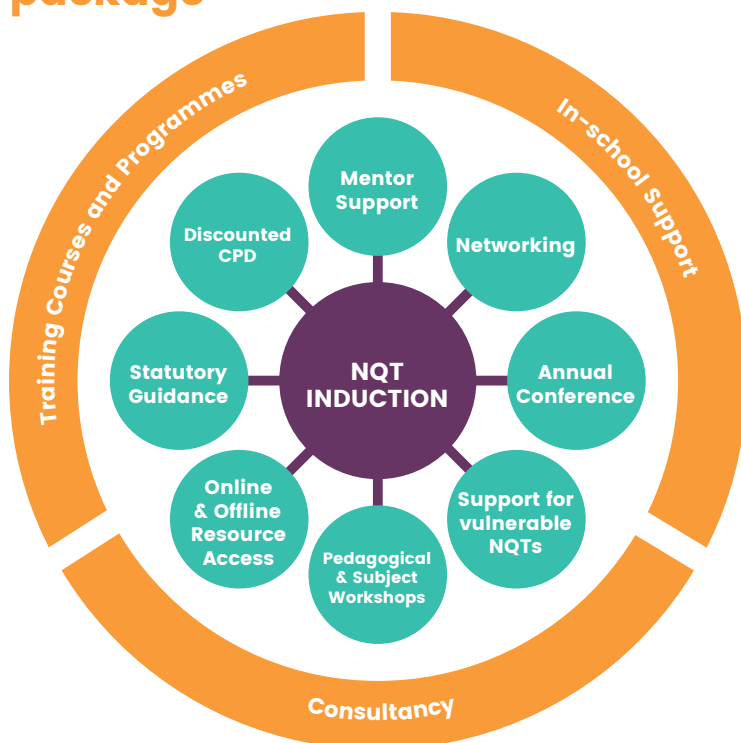 package
Training Courses and Programmes
In-school Support
Mentor
Support
Discounted
CPD
Networking
Statutory
Guidance
NQT
INDUCTION
Annual
Conference
Online
& Offline
Resource
Access
Support for
vulnerable
NQTs
Pedagogical
& Subject
Workshops
Consultancy